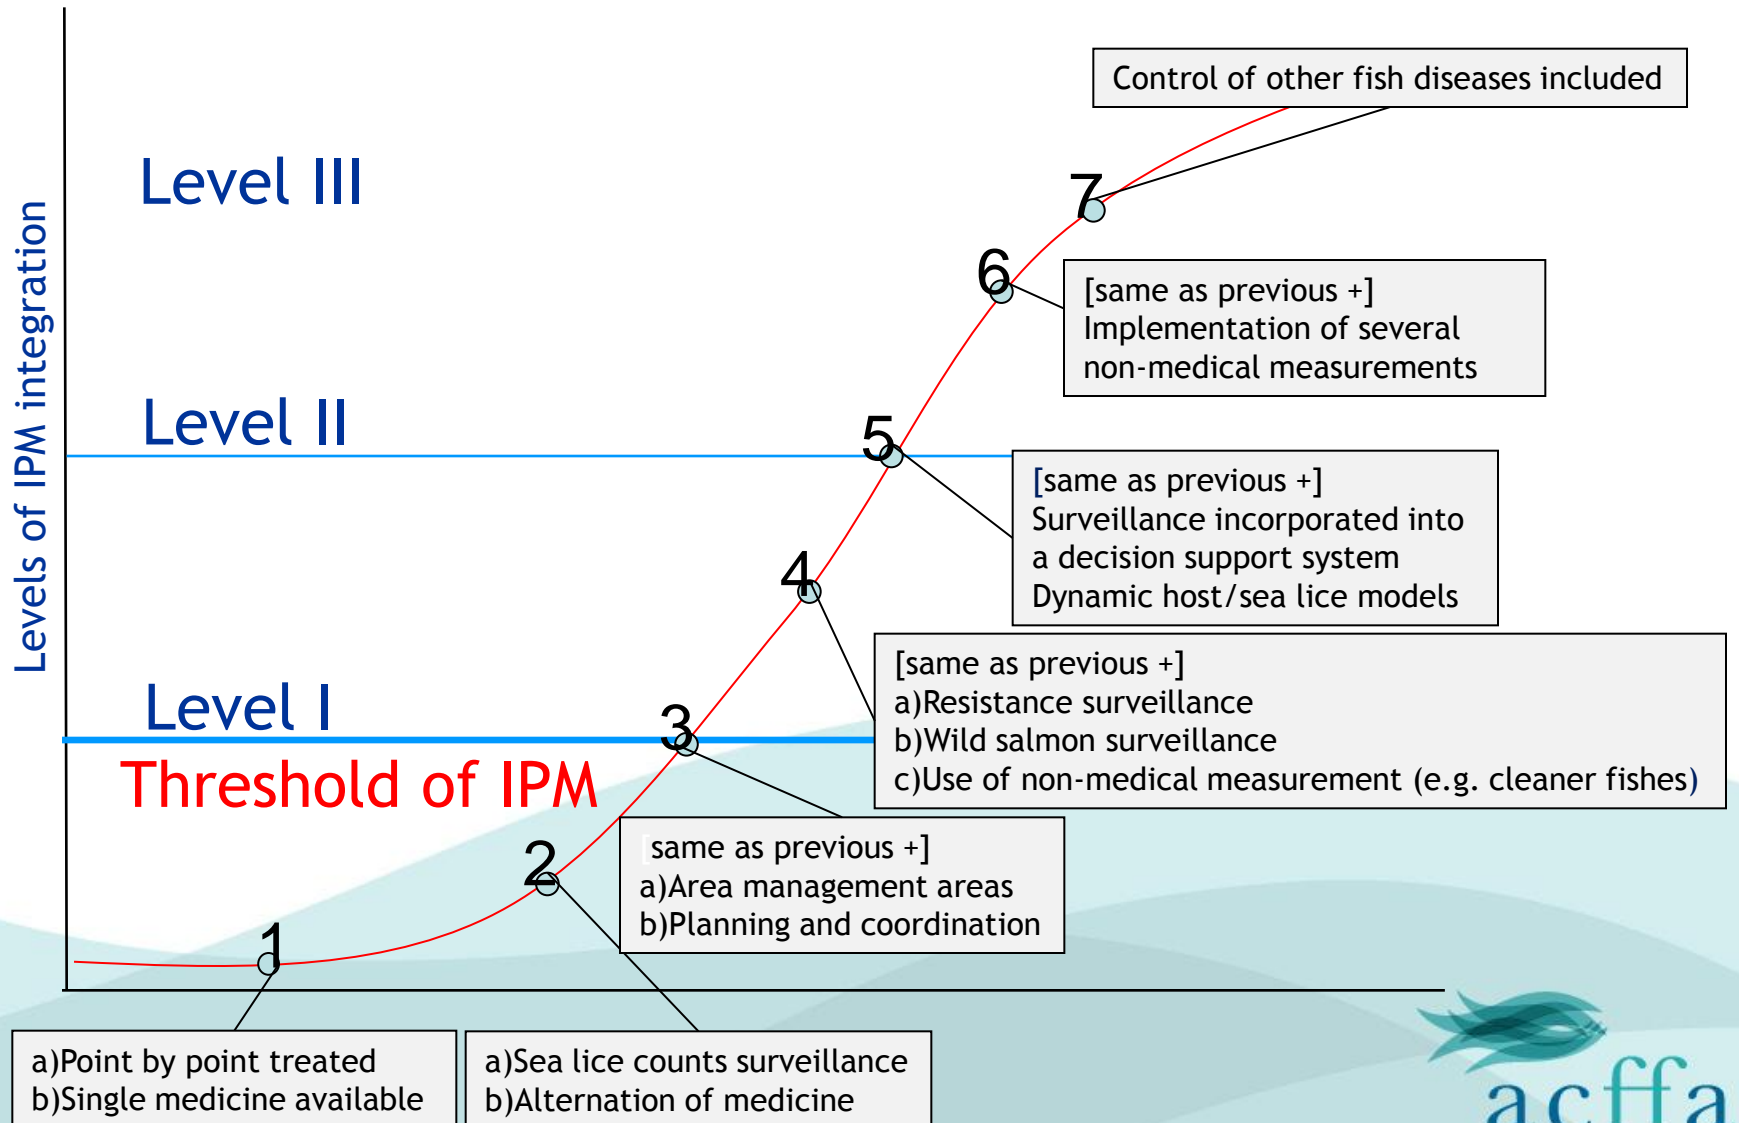 Control of other fish diseases included
Level III
7
6
[same as previous +]
Implementation of several
non-medical measurements
Levels of IPM integration
Level II
5
[same as previous +]
Surveillance incorporated into
a decision support system
Dynamic host/sea lice models
4
[same as previous +]
a)Resistance surveillance
b)Wild salmon surveillance
c)Use of non-medical measurement (e.g. cleaner fishes)
Level I
3
Threshold of IPM
[same as previous +]
a)Area management areas
b)Planning and coordination
2
1
a)Point by point treated
b)Single medicine available
a)Sea lice counts surveillance
b)Alternation of medicine
acffa